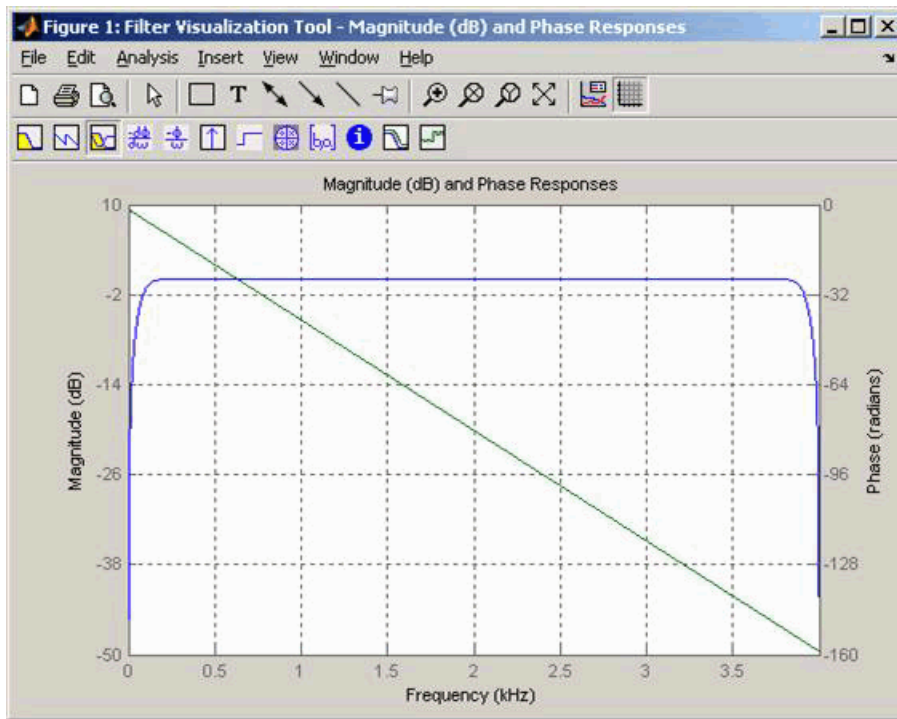 Figure 1: Filter Visualization Tool - Magnitude (dB) and Phase Responses
File Edit Analysis Insert View Window Help
T
[b,a] i
Magnitude (dB) and Phase Responses
10
-2
-14
-26
-38
-50
Magnitude (dB)
0
-32
-64
-96
-128
-160
Phase (radians)
0 0.5 1 1.5 2 2.5 3 3.5
Frequency (kHz)